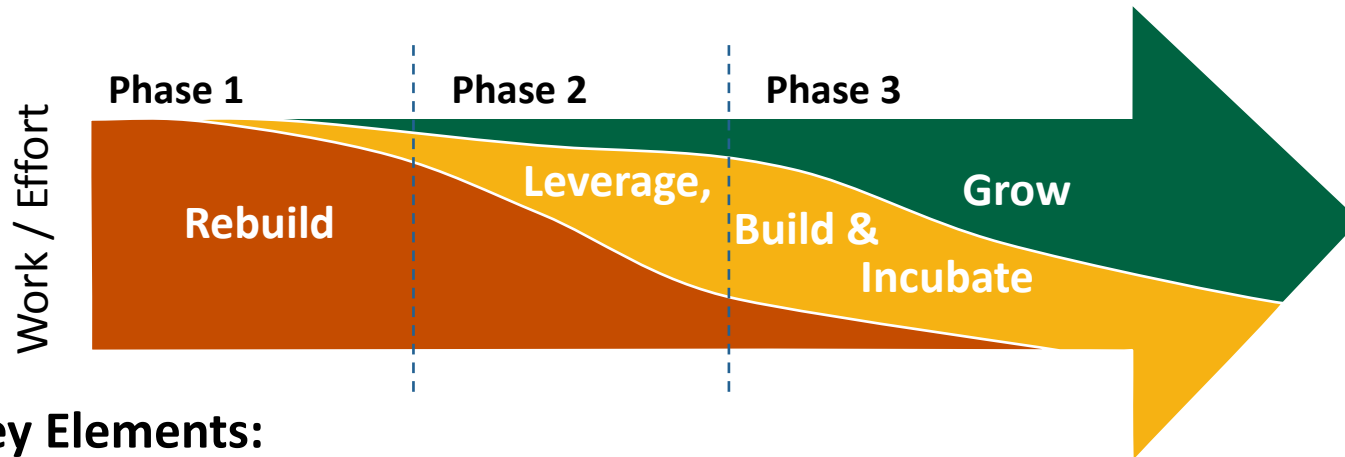 Phase 1
Phase 2
Phase 3
Work / Effort
Rebuild
Leverage,
Build &
Incubate
Grow
ey Elements: